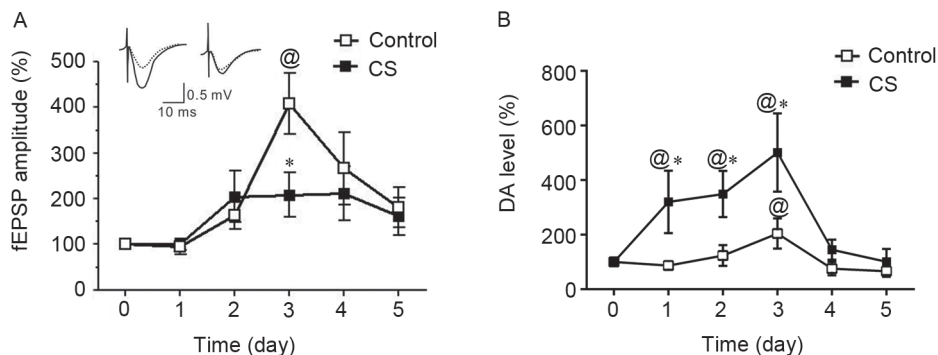 A
fEPSP amplitude (%)
500
400
300
200
100
0
0.5 mV
10 ms
@
*
Control
CS
0 1 2 3 4 5
Time (day)
B
DA level (%)
800
600
400
200
0
Control
CS
@* @* @*
@
0 1 2 3 4 5
Time (day)